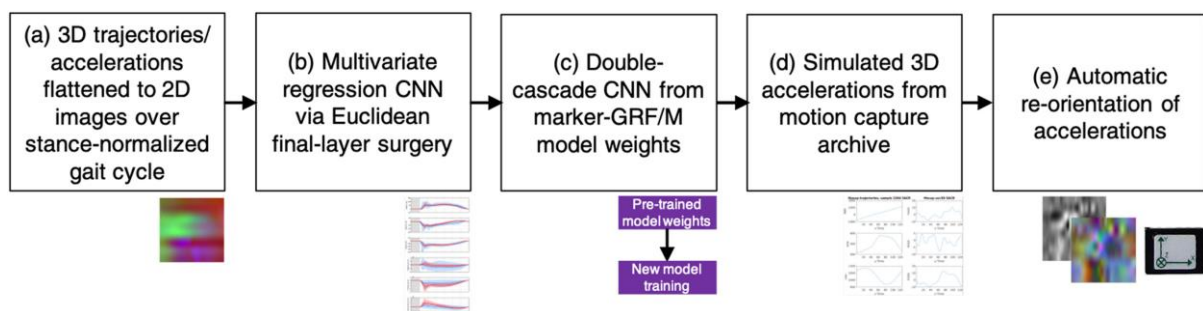 (a) 3D trajectories/
accelerations
flattened to 2D
images over
stance-normalized
gait cycle
(b) Multivariate
regression CNN
via Euclidean
final-layer surgery
(c) Double-
cascade CNN from
marker-GRF/M
model weights
(d) Simulated 3D
accelerations from
motion capture
archive
(e) Automatic
re-orientation of
accelerations
Pre-trained
model weights
New model
training